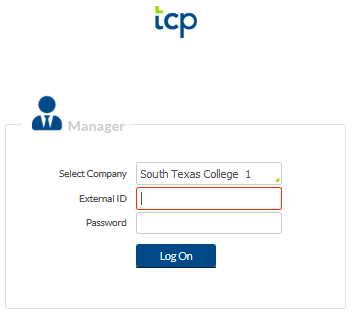 tcp
Manager
Select Company South Texas College 1
External ID
Password
Log On